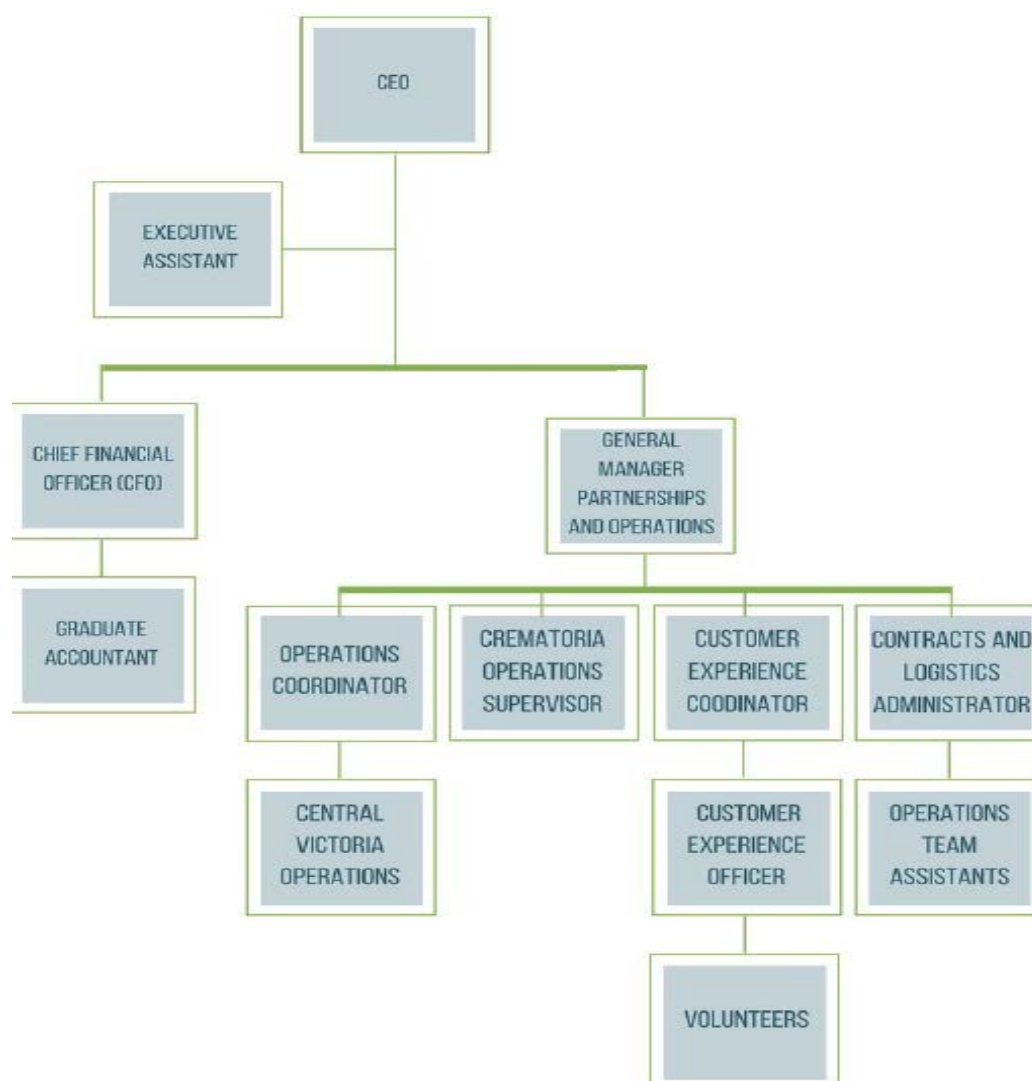 CEO
EXECUTIVE
ASSISTANT
CHIEF FINANCIAL
OFFICER (CFO)
GENERAL
MANAGER
PARTNERSHIPS
AND OPERATIONS
GRADUATE
ACCOUNTANT
OPERATIONS
COORDINATOR
CREMATORIA
OPERATIONS
SUPERVISOR
CUSTOMER
EXPERIENCE
COODINATOR
CONTRACTS AND
LOGISTICS
ADMINISTRATOR
CENTRAL
VICTORIA
OPERATIONS
CUSTOMER
EXPERIENCE
OFFICER
OPERATIONS
TEAM
ASSISTANTS
VOLUNTEERS